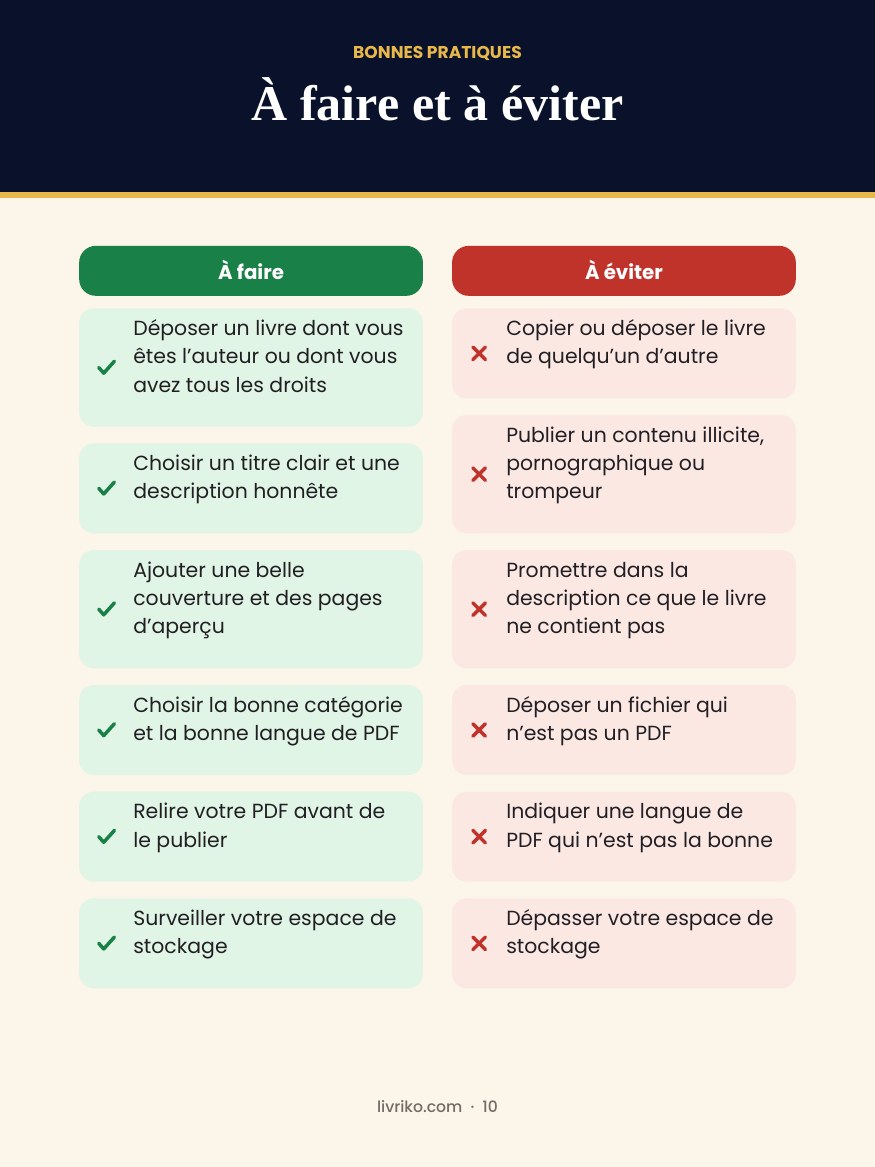 BONNES PRATIQUES
À faire et à éviter
À faire
Déposer un livre dont vous
êtes l’auteur ou dont vous
avez tous les droits
Choisir un titre clair et une
description honnête
Ajouter une belle
couverture et des pages
d’aperçu
Choisir la bonne catégorie
et la bonne langue de PDF
Relire votre PDF avant de
le publier
Surveiller votre espace de
stockage
À éviter
Copier ou déposer le livre
de quelqu’un d’autre
Publier un contenu illicite,
pornographique ou
trompeur
Promettre dans la
description ce que le livre
ne contient pas
Déposer un fichier qui
n’est pas un PDF
Indiquer une langue de
PDF qui n’est pas la bonne
Dépasser votre espace de
stockage
livriko.com · 10